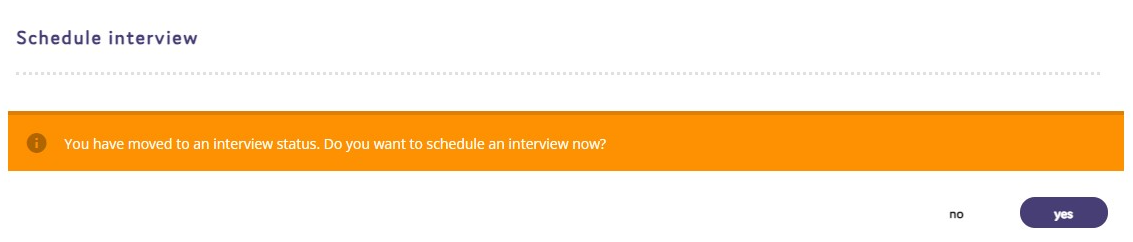 Schedule interview
You have moved to an interview status. Do you want to schedule an interview now?
no
yes